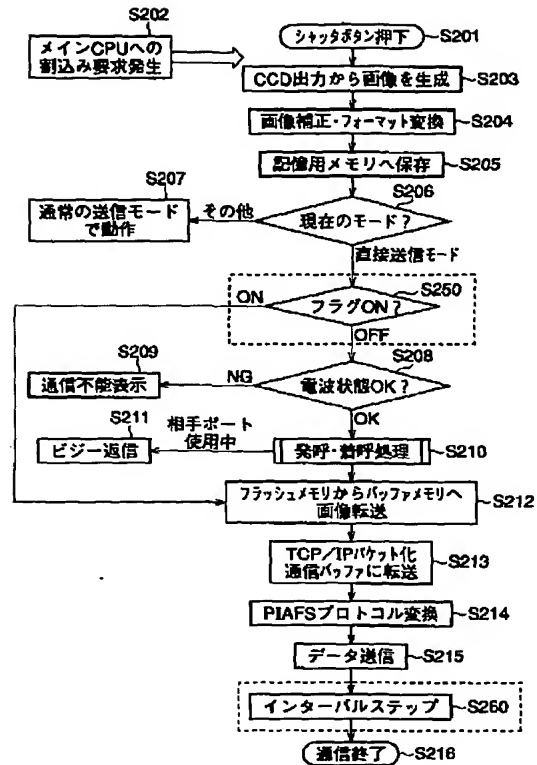 S202
メインCPUへの
割込み要求発生
シャッタボタン押下
S201
CCD出力から画像を生成
S203
画像補正・フォーマット変換
S204
記憶用メモリへ保存
S205
S207
通常の送信モード
で動作
その他
S206
現在のモード?
直接送信モード
ON
S250
フラグON?
OFF
S209
通信不能表示
NG
S208
電波状態OK?
OK
S211
ビジー返信
相手ポート
使用中
発呼・着呼処理
S210
フラッシュメモリからバッファメモリへ
画像転送
S212
TCP/IPパケット化
通信バッファに転送
S213
PIAFSプロトコル変換
S214
データ送信
S215
インターバルステップ
S260
通信終了
S216